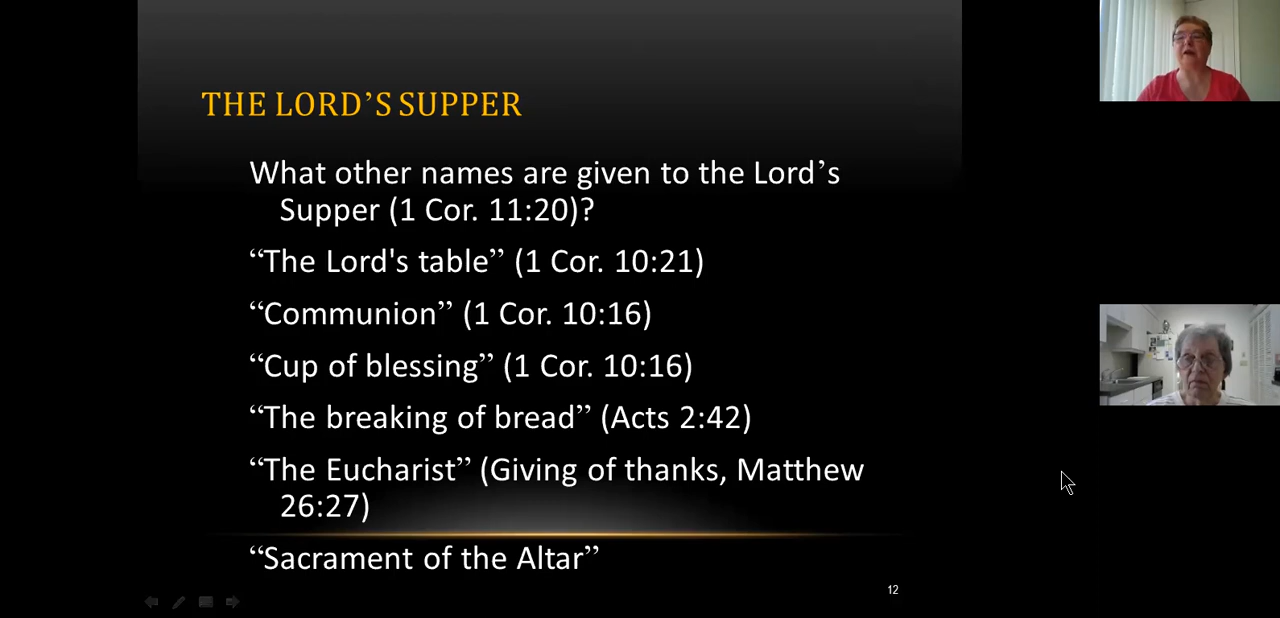 THE LORD’S SUPPER
What other names are given to the Lord’s
Supper (1 Cor. 11:20)?
“The Lord's table” (1 Cor. 10:21)
“Communion” (1 Cor. 10:16)
“Cup of blessing” (1 Cor. 10:16)
“The breaking of bread” (Acts 2:42)
“The Eucharist” (Giving of thanks, Matthew
26:27)
“Sacrament of the Altar”
12